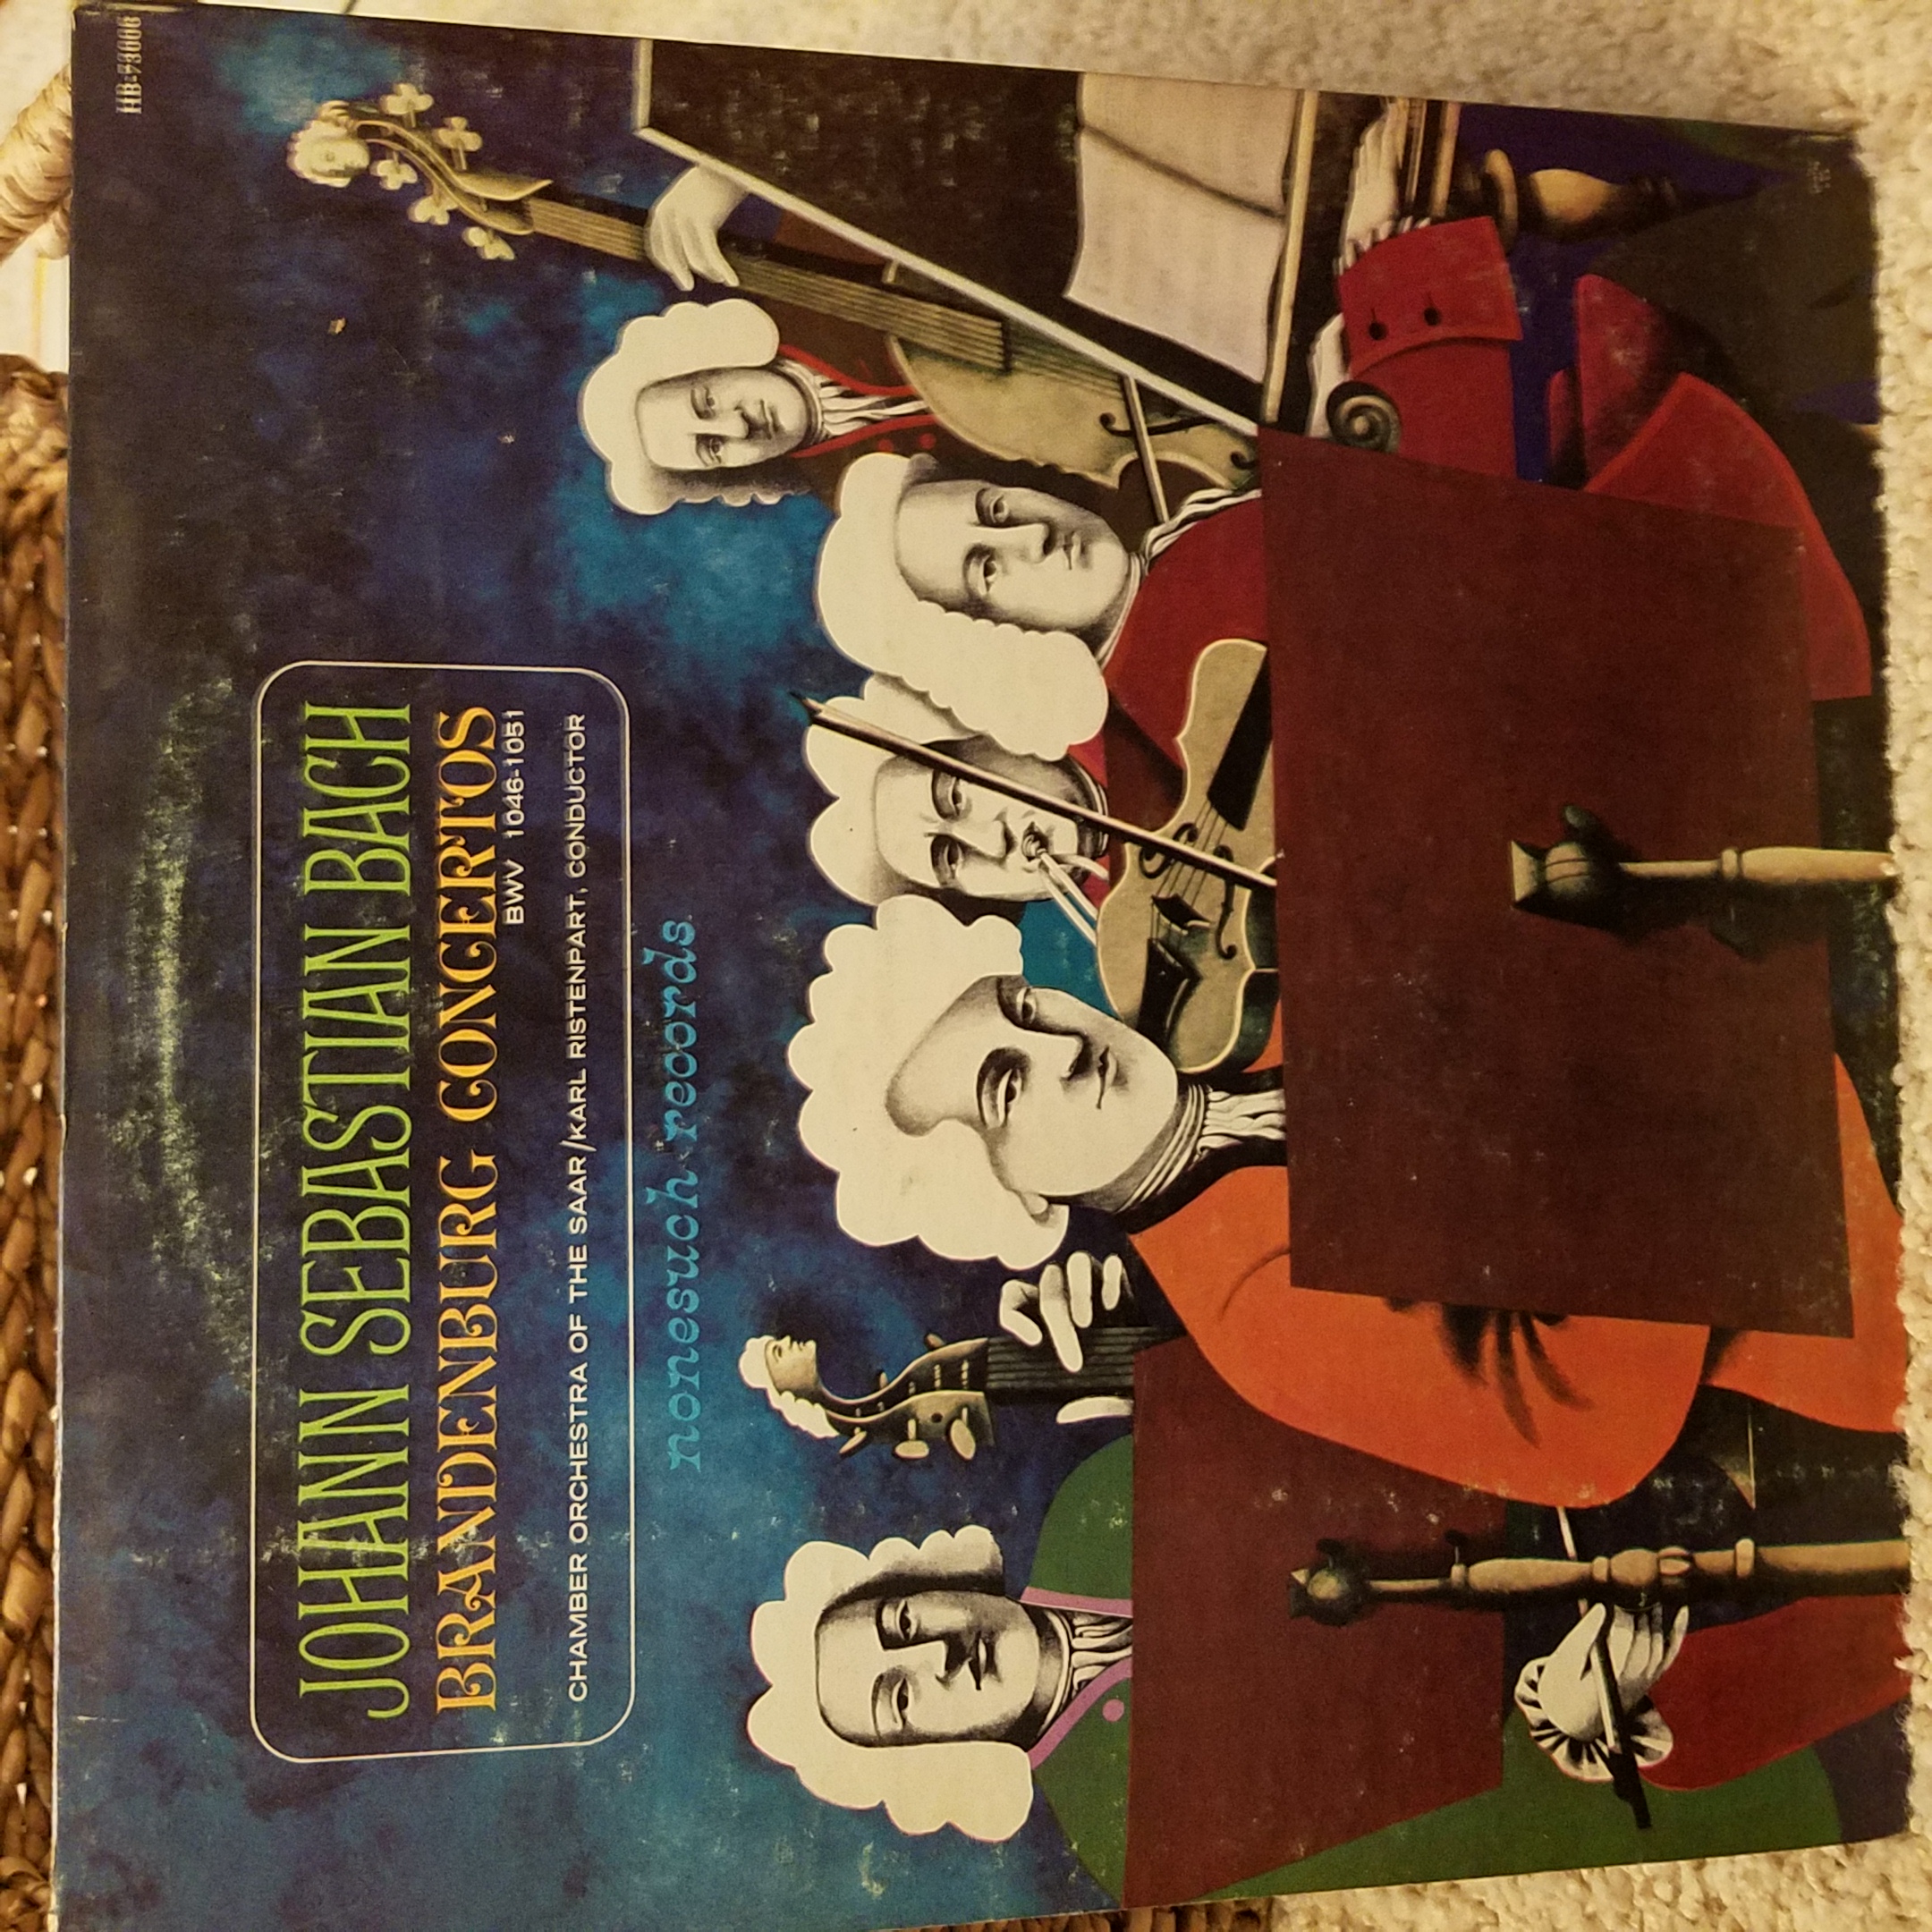 HB-73006
JOHANN SEBASTIAN BACH
BRANDENBURG CONCERTOS
BWV 1046-1051
CHAMBER ORCHESTRA OF THE SAAR/KARL RISTENPART, CONDUCTOR
nonesuch records